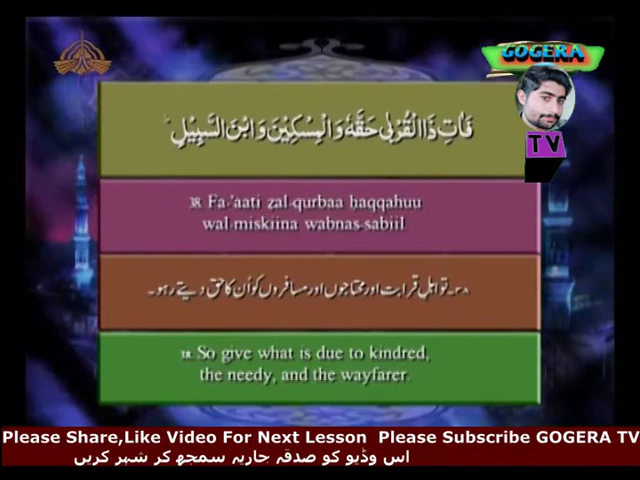 GOGERA
TV
فَاٰتِ ذَا الْقُرْبٰى حَقَّهٗ وَ الْمِسْكِيْنَ وَ ابْنَ السَّبِيْلِ ؕ
38. Fa-'aati zal-qurbaa ḥaqqahuu
wal-miskiina wabnas-sabiil.
۳۸۔ تو اہلِ قرابت اور محتاجوں اور مسافروں کو اُن کا حق دیتے رہو۔
38. So give what is due to kindred,
the needy, and the wayfarer.
Please Share,Like Video For Next Lesson Please Subscribe GOGERA TV
اس وڈیو کو صدقہ جاریہ سمجھ کر شہر کریں